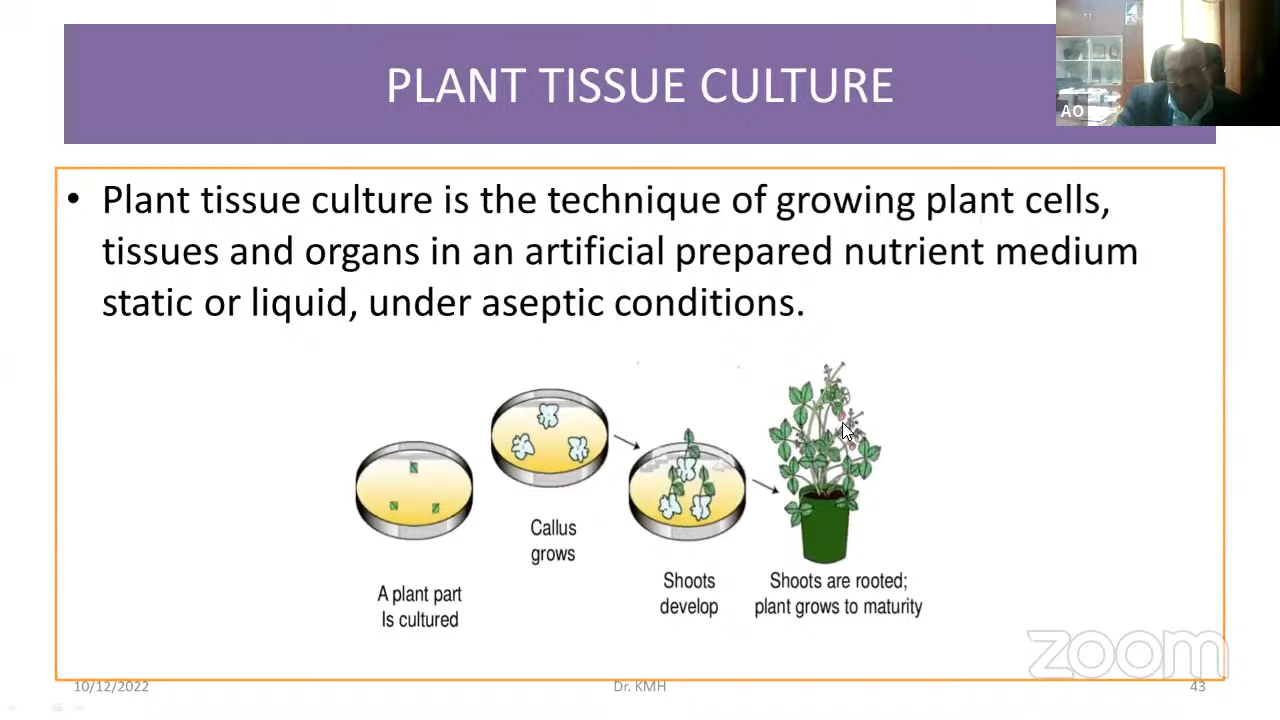 PLANT TISSUE CULTURE
AO
• Plant tissue culture is the technique of growing plant cells,
tissues and organs in an artificial prepared nutrient medium
static or liquid, under aseptic conditions.
A plant part
Is cultured
Callus
grows
Shoots
develop
Shoots are rooted;
plant grows to maturity
zoom
10/12/2022
Dr. KMH
43